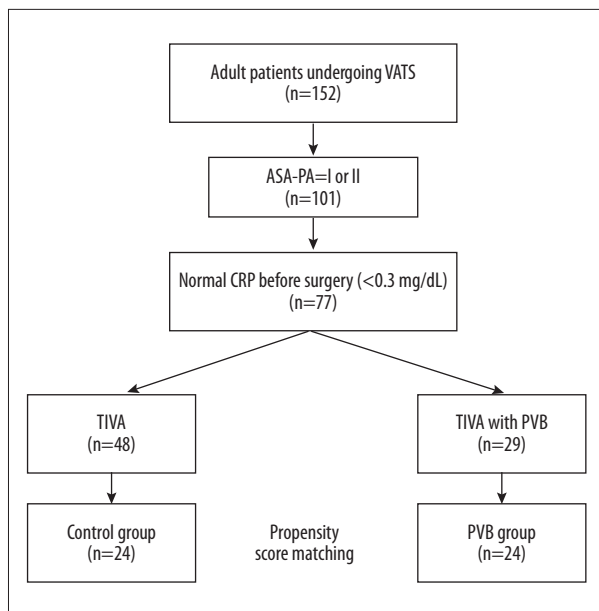 Adult patients undergoing VATS
(n=152)
ASA-PA=I or II
(n=101)
Normal CRP before surgery (<0.3 mg/dL)
(n=77)
TIVA
(n=48)
TIVA with PVB
(n=29)
Control group
(n=24)
Propensity
score matching
PVB group
(n=24)